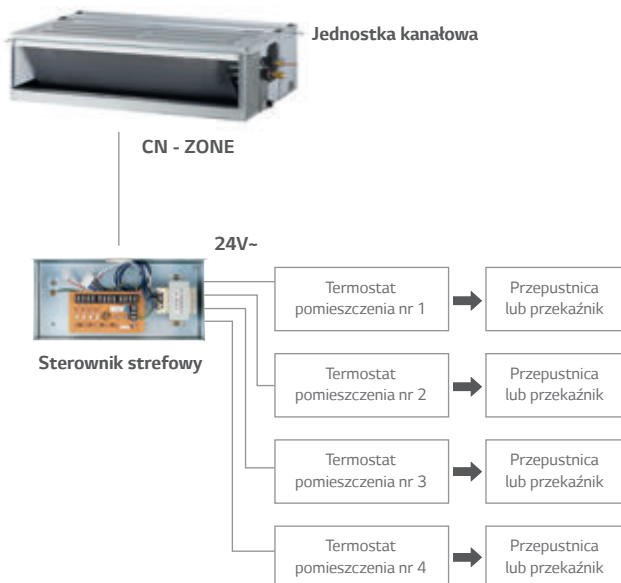 Jednostka kanałowa
CN - ZONE
24V~
Sterownik strefowy
Termostat
pomieszczenia nr 1
Przepustnica
lub przekaźnik
Termostat
pomieszczenia nr 2
Przepustnica
lub przekaźnik
Termostat
pomieszczenia nr 3
Przepustnica
lub przekaźnik
Termostat
pomieszczenia nr 4
Przepustnica
lub przekaźnik